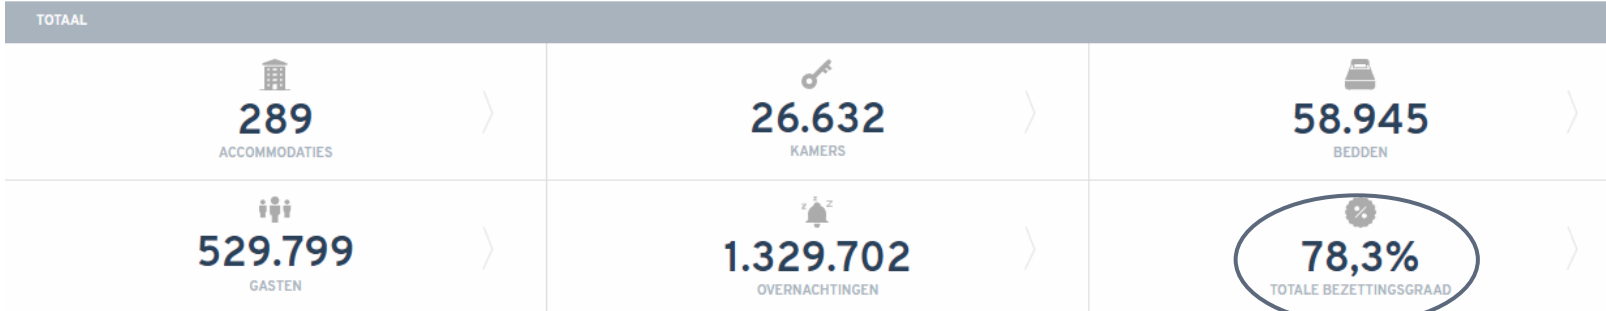 TOTAAL
289
ACCOMMODATIES
26.632
KAMERS
58.945
BEDDEN
529.799
GASTEN
z z z
1.329.702
OVERNACHTINGEN
%
78,3%
TOTALE BEZETTINGSGRAAD